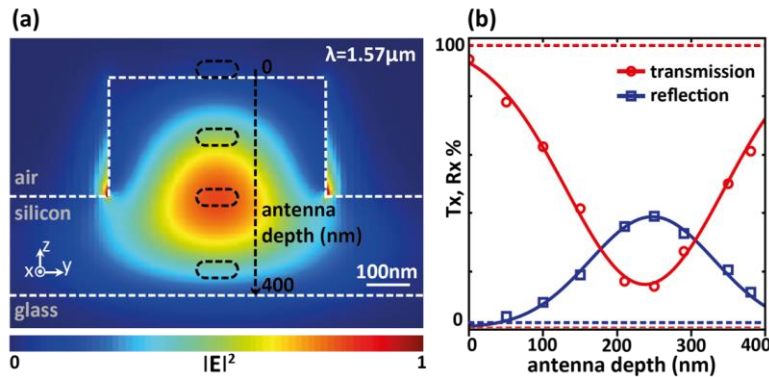 (a)
λ=1.57μm
0
air
silicon
antenna
depth (nm)
z
x
y
100nm
400
glass
0
|E|²
1
(b)
100
transmission
reflection
Tx, Rx %
0
0
100
200
300
400
antenna depth (nm)